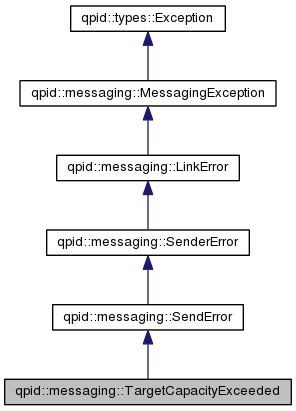 qpid::types::Exception
qpid::messaging::MessagingException
qpid::messaging::LinkError
qpid::messaging::SenderError
qpid::messaging::SendError
qpid::messaging::TargetCapacityExceeded